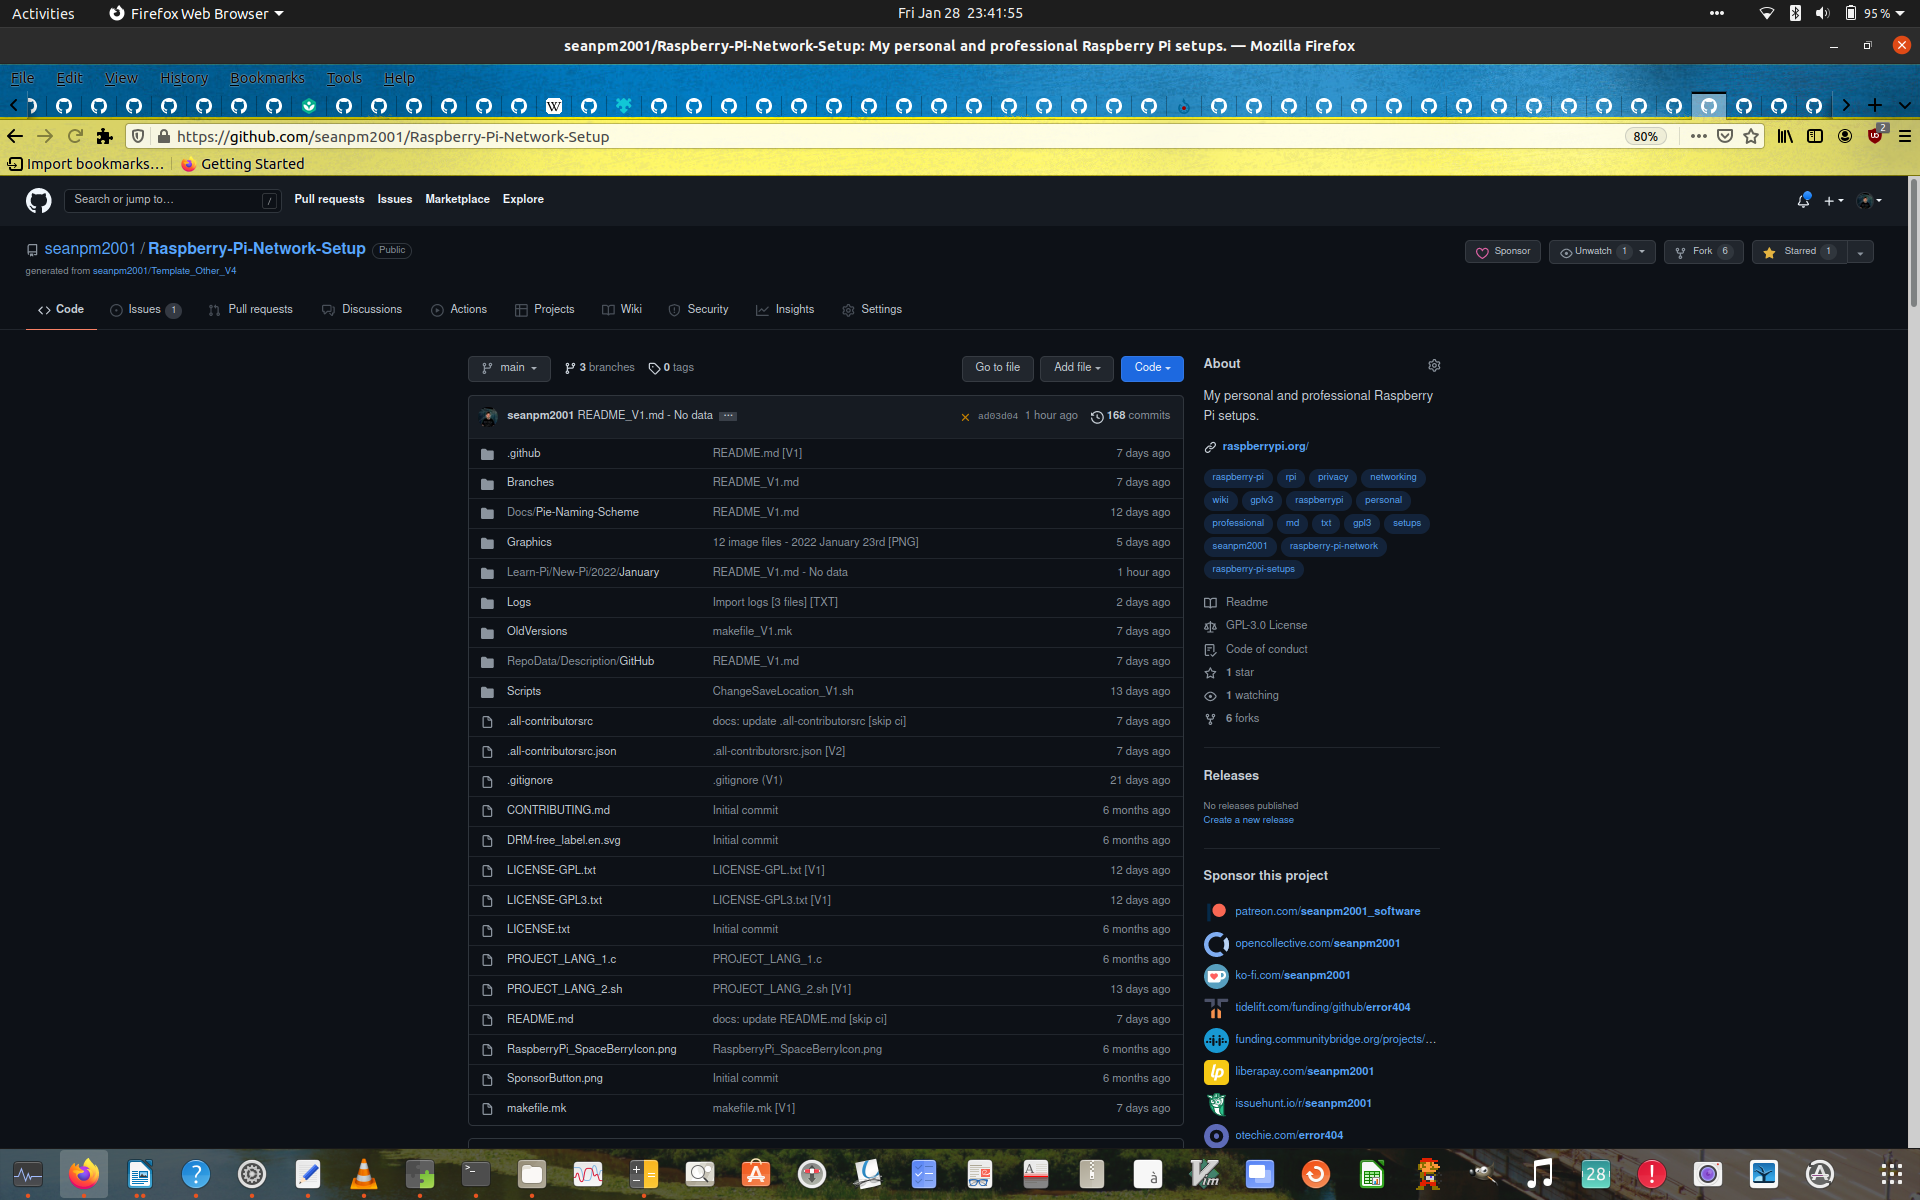 Activities
Firefox Web Browser
Fri Jan 28 23:41:55
95 %
seanpm2001/Raspberry-Pi-Network-Setup: My personal and professional Raspberry Pi setups. — Mozilla Firefox
File Edit View History Bookmarks Tools Help
https://github.com/seanpm2001/Raspberry-Pi-Network-Setup
80%
2
Import bookmarks…
Getting Started
Search or jump to…
/
Pull requests
Issues
Marketplace
Explore
seanpm2001 / Raspberry-Pi-Network-Setup Public
generated from seanpm2001/Template_Other_V4
Sponsor
Unwatch 1
Fork 6
Starred 1
Code
Issues 1
Pull requests
Discussions
Actions
Projects
Wiki
Security
Insights
Settings
main
3 branches
0 tags
Go to file
Add file
Code
seanpm2001 README_V1.md - No data ad03d04 1 hour ago 168 commits
.github README.md [V1] 7 days ago
Branches README_V1.md 7 days ago
Docs/Pie-Naming-Scheme README_V1.md 12 days ago
Graphics 12 image files - 2022 January 23rd [PNG] 5 days ago
Learn-Pi/New-Pi/2022/January README_V1.md - No data 1 hour ago
Logs Import logs [3 files] [TXT] 2 days ago
OldVersions makefile_V1.mk 7 days ago
RepoData/Description/GitHub README_V1.md 7 days ago
Scripts ChangeSaveLocation_V1.sh 13 days ago
.all-contributorsrc docs: update .all-contributorsrc [skip ci] 7 days ago
.all-contributorsrc.json .all-contributorsrc.json [V2] 7 days ago
.gitignore .gitignore (V1) 21 days ago
CONTRIBUTING.md Initial commit 6 months ago
DRM-free_label.en.svg Initial commit 6 months ago
LICENSE-GPL.txt LICENSE-GPL.txt [V1] 12 days ago
LICENSE-GPL3.txt LICENSE-GPL3.txt [V1] 12 days ago
LICENSE.txt Initial commit 6 months ago
PROJECT_LANG_1.c PROJECT_LANG_1.c 6 months ago
PROJECT_LANG_2.sh PROJECT_LANG_2.sh [V1] 13 days ago
README.md docs: update README.md [skip ci] 7 days ago
RaspberryPi_SpaceBerryIcon.png RaspberryPi_SpaceBerryIcon.png 6 months ago
SponsorButton.png Initial commit 6 months ago
makefile.mk makefile.mk [V1] 7 days ago
About
My personal and professional Raspberry
Pi setups.
raspberrypi.org/
raspberry-pi rpi privacy networking
wiki gplv3 raspberrypi personal
professional md txt gpl3 setups
seanpm2001 raspberry-pi-network
raspberry-pi-setups
Readme
GPL-3.0 License
Code of conduct
1 star
1 watching
6 forks
Releases
No releases published
Create a new release
Sponsor this project
patreon.com/seanpm2001_software
opencollective.com/seanpm2001
ko-fi.com/seanpm2001
tidelift.com/funding/github/error404
funding.communitybridge.org/projects/…
liberapay.com/seanpm2001
issuehunt.io/r/seanpm2001
otechie.com/error404
28